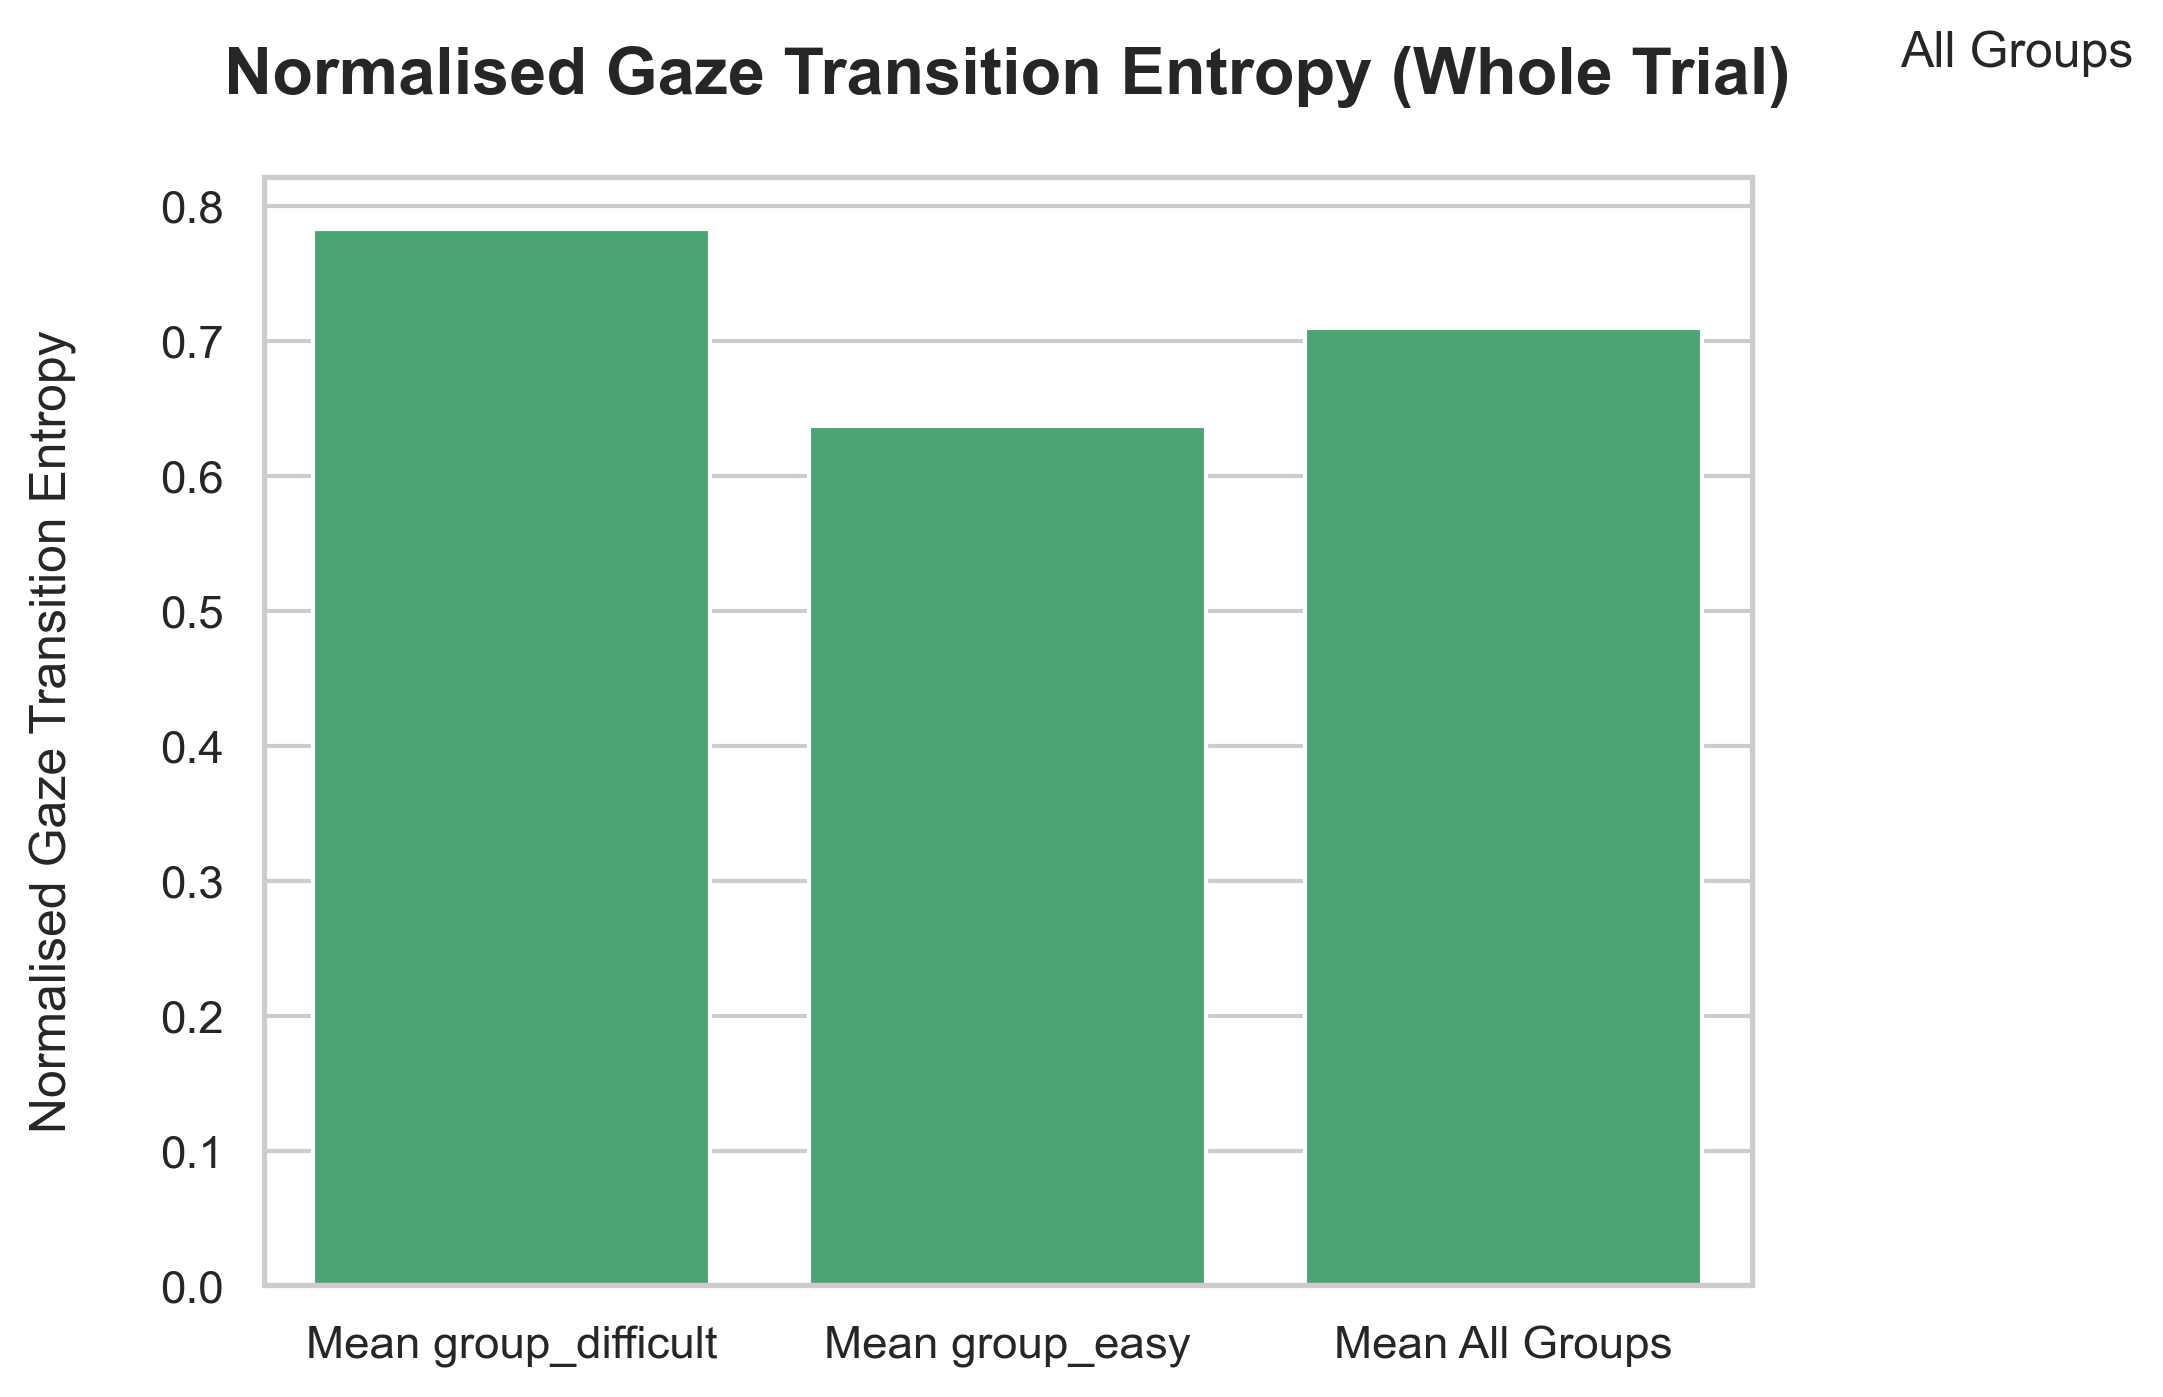 Normalised Gaze Transition Entropy (Whole Trial)
All Groups
Normalised Gaze Transition Entropy
0.8
0.7
0.6
0.5
0.4
0.3
0.2
0.1
0.0
Mean group_difficult
Mean group_easy
Mean All Groups